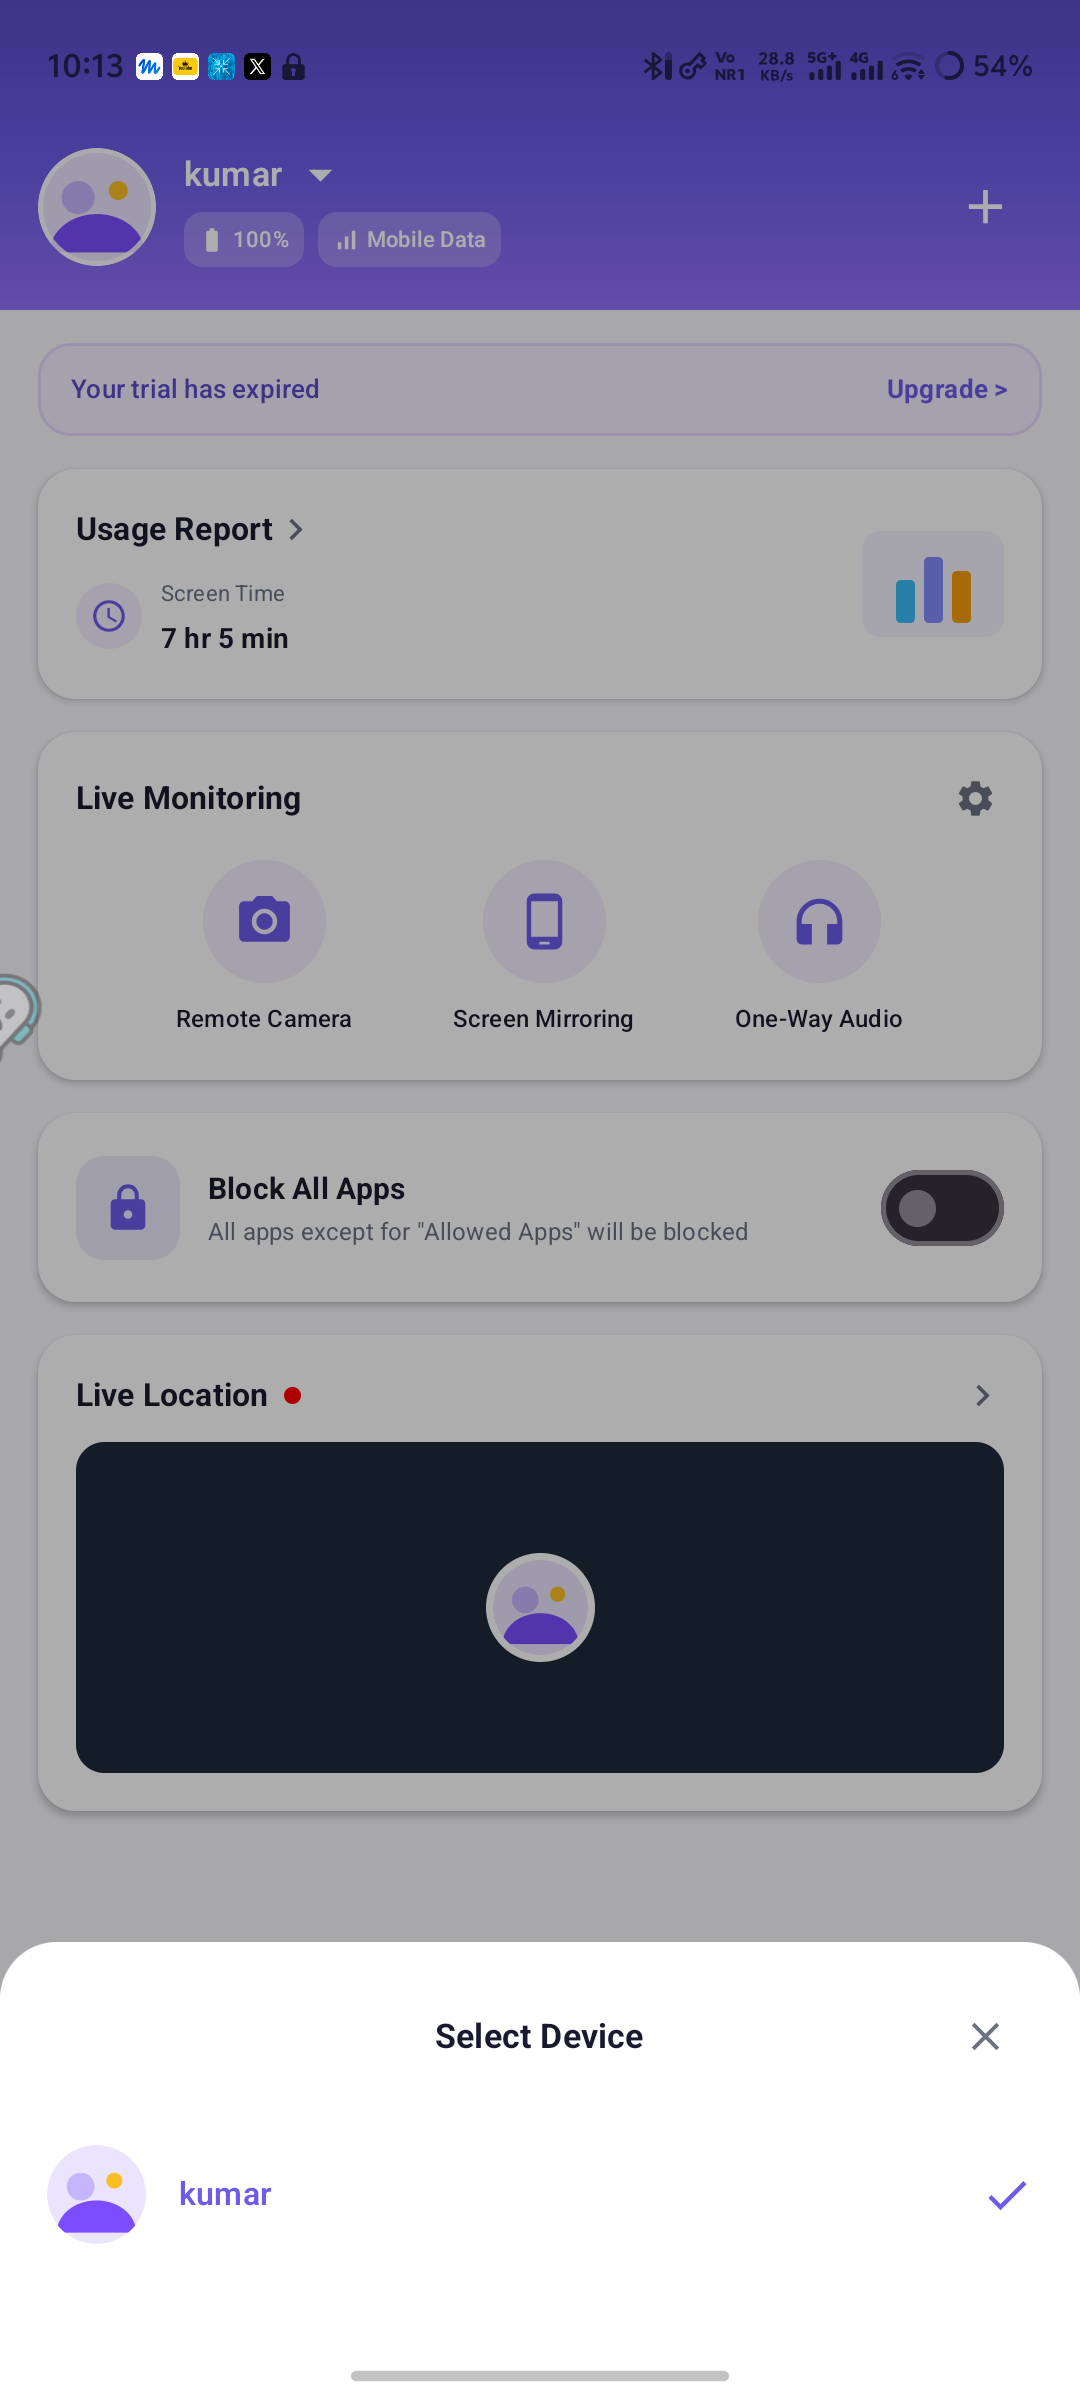 10:13
Vo NR1 28.8 KB/s 5G+ 4G 6 54%
kumar
100% Mobile Data
Your trial has expired Upgrade >
Usage Report
Screen Time
7 hr 5 min
Live Monitoring
Remote Camera Screen Mirroring One-Way Audio
Block All Apps
All apps except for "Allowed Apps" will be blocked
Live Location
Select Device
kumar